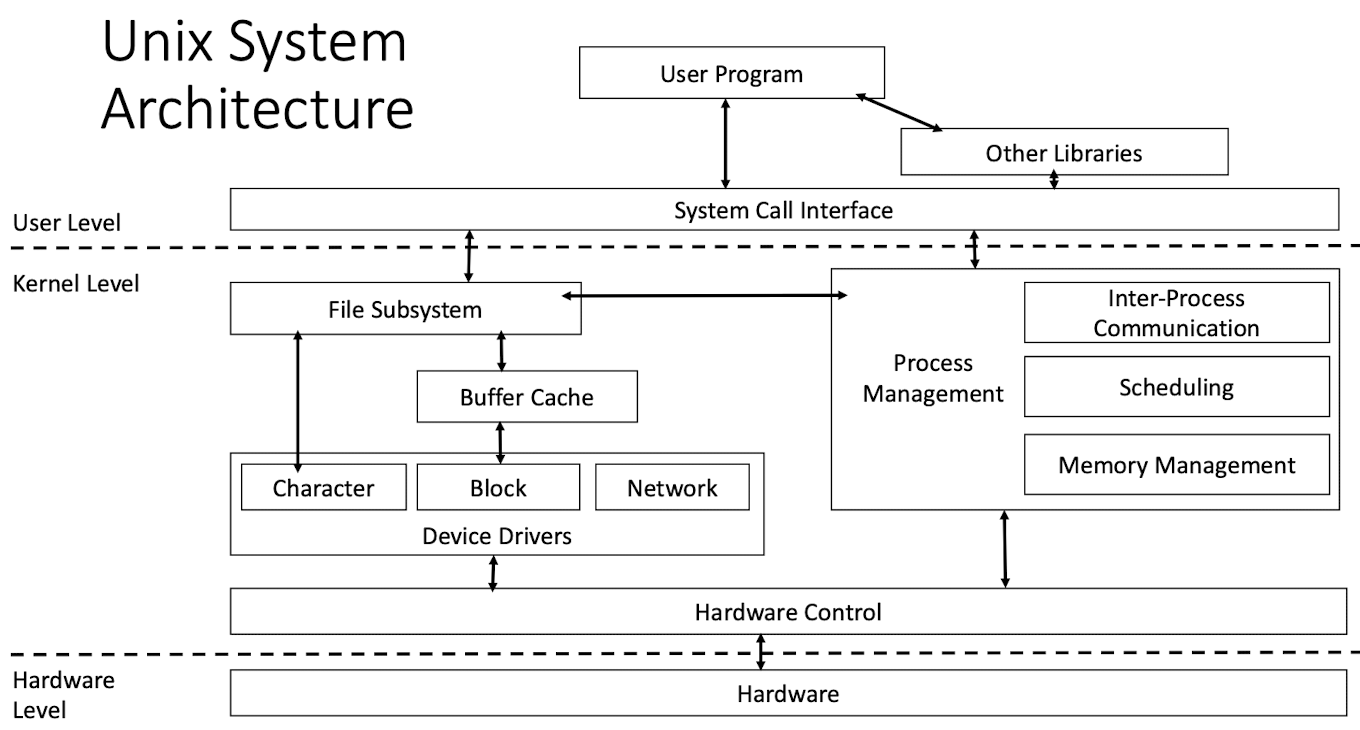 Unix System
Architecture
User Program
Other Libraries
System Call Interface
User Level
Kernel Level
File Subsystem
Inter-Process
Communication
Process
Management
Scheduling
Buffer Cache
Memory Management
Character
Block
Network
Device Drivers
Hardware Control
Hardware
Level
Hardware